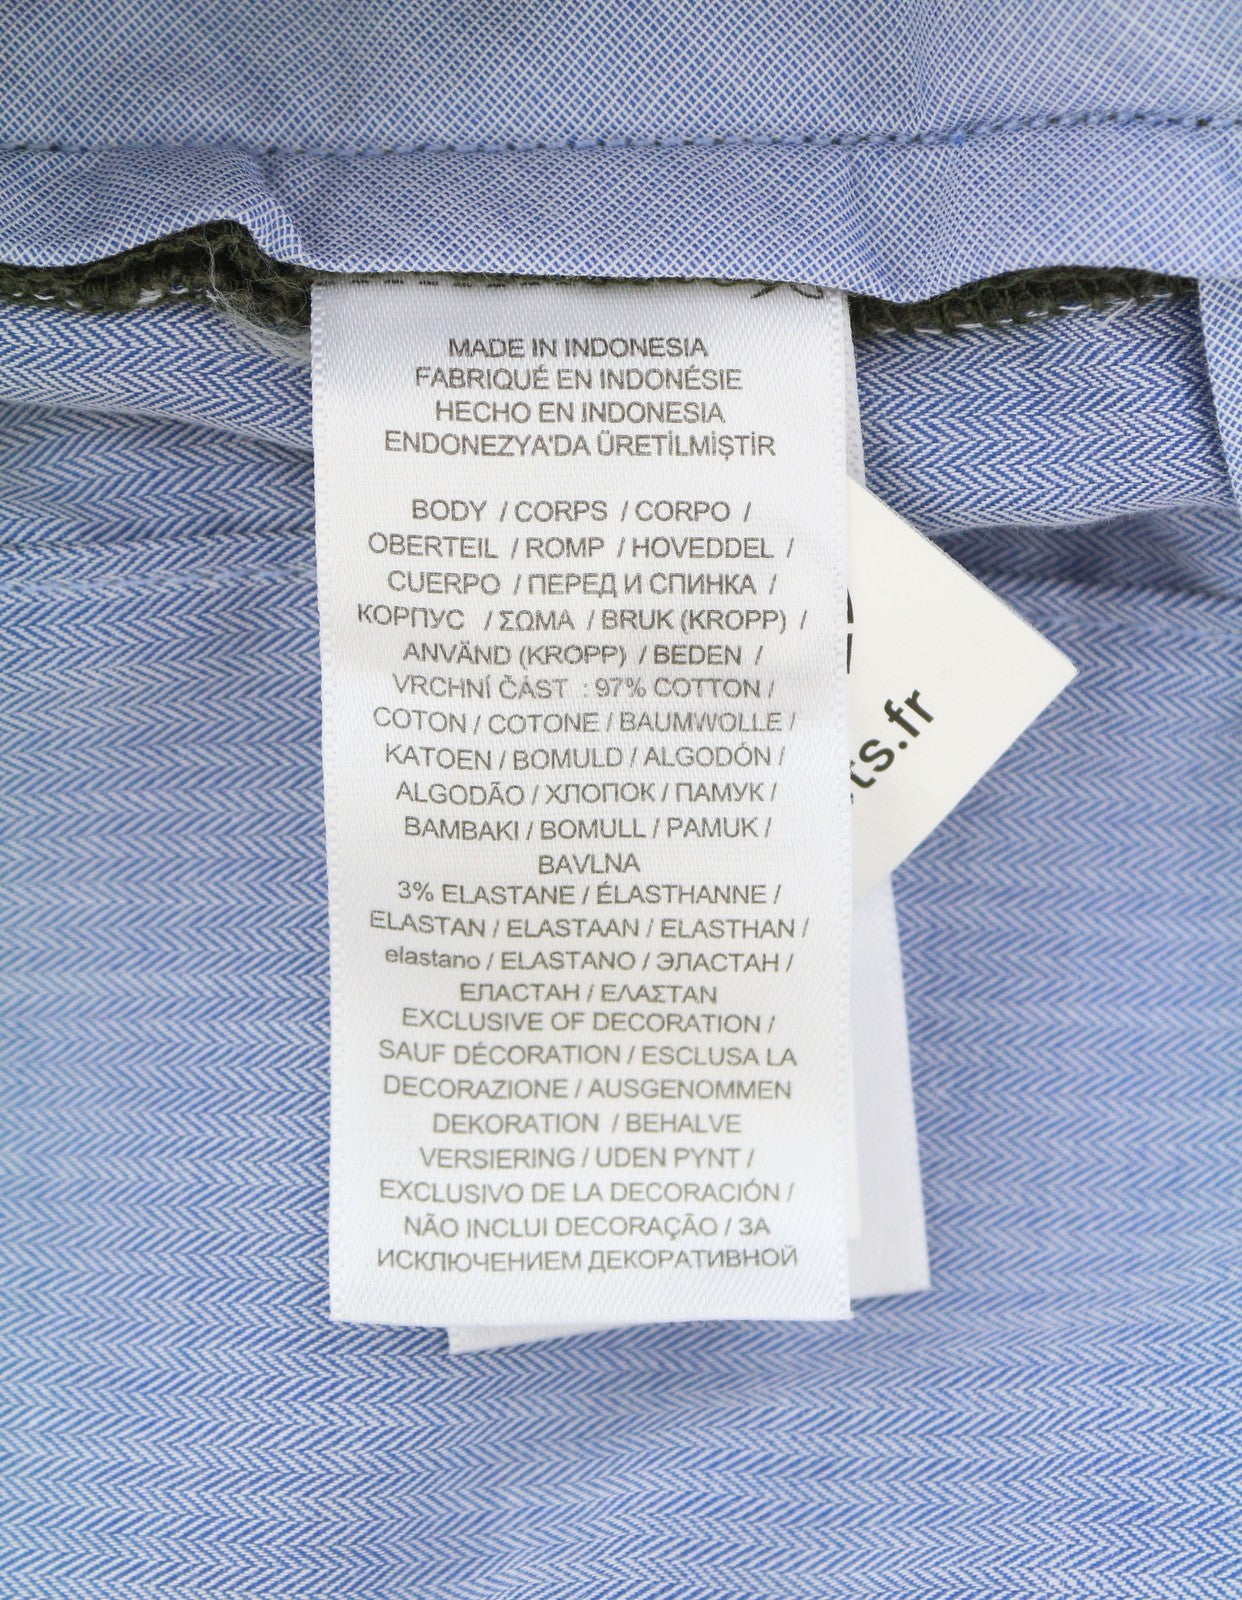 MADE IN INDONESIA
FABRIQUÉ EN INDONÉSIE
HECHO EN INDONESIA
ENDONEZYA'DA ÜRETİLMİŞTİR
BODY / CORPS / CORPO /
OBERTEIL / ROMP / HOVEDDEL /
CUERPO / ПЕРЕД И СПИНКА /
КОРПУС / ΣΩΜΑ / BRUK (KROPP) /
ANVÄND (KROPP) / BEDEN /
VRCHNÍ ČÁST : 97% COTTON /
COTON / COTONE / BAUMWOLLE /
KATOEN / BOMULD / ALGODÓN /
ALGODÃO / ХЛОПОК / ПАМУК /
BAMBAKI / BOMULL / PAMUK /
BAVLNA
3% ELASTANE / ÉLASTHANNE /
ELASTAN / ELASTAAN / ELASTHAN /
elastano / ELASTANO / ЭЛАСТАН /
ЕЛАСТАН / ΕΛΑΣΤΑΝ
EXCLUSIVE OF DECORATION /
SAUF DÉCORATION / ESCLUSA LA
DECORAZIONE / AUSGENOMMEN
DEKORATION / BEHALVE
VERSIERING / UDEN PYNT /
EXCLUSIVO DE LA DECORACIÓN /
NÃO INCLUI DECORAÇÃO / ЗА
ИСКЛЮЧЕНИЕМ ДЕКОРАТИВНОЙ
ts.fr